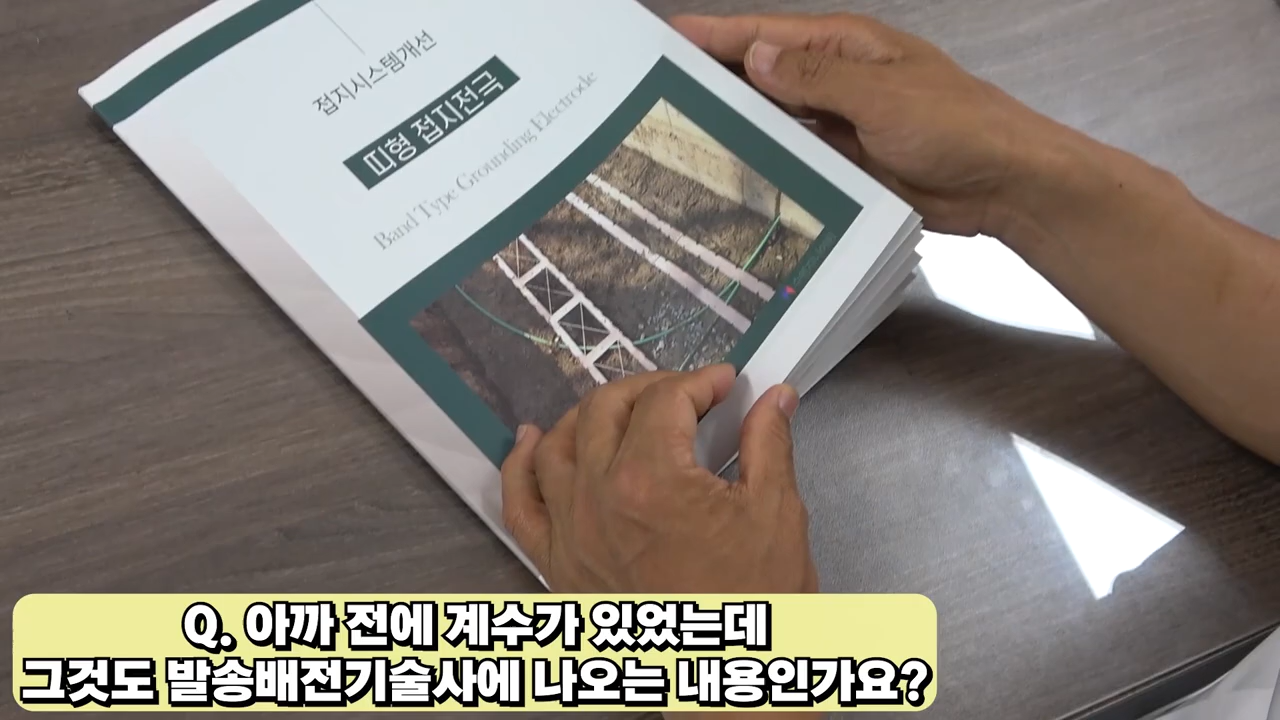 접지시스템개선
띠형 접지전극
Band Type Grounding Electrode
Q. 아까 전에 계수가 있었는데
그것도 발송배전기술사에 나오는 내용인가요?